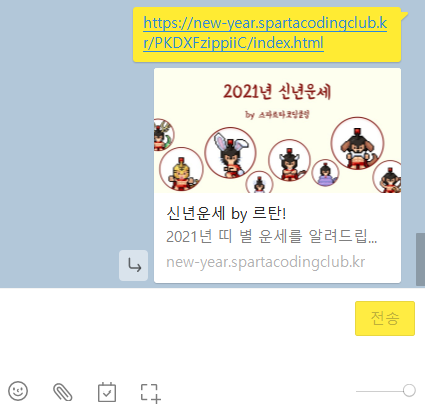 https://new-year.spartacodingclub.k
r/PKDXFzippiiC/index.html
2021년 신년운세
by 스파르타코딩클럽
신년운세 by 르탄!
2021년 띠 별 운세를 알려드립...
new-year.spartacodingclub.kr
전송